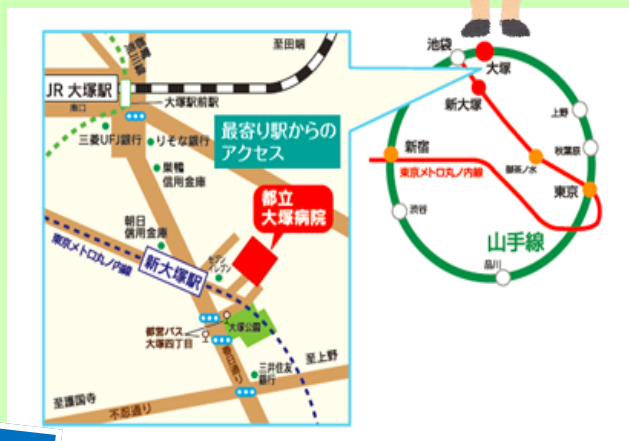 都電
荒川線
至田端
JR 大塚駅
南口
大塚駅前駅
三菱UFJ銀行
りそな銀行
巣鴨
信用金庫
最寄り駅からの
アクセス
都立
大塚病院
朝日
信用金庫
東京メトロ丸ノ内線
新大塚駅
セブン
イレブン
都営バス
大塚四丁目
大塚公園
春日通り
三井住友
銀行
至上野
至護国寺
不忍通り
池袋
大塚
新大塚
上野
新宿
秋葉原
東京メトロ丸ノ内線
御茶ノ水
東京
渋谷
山手線
品川